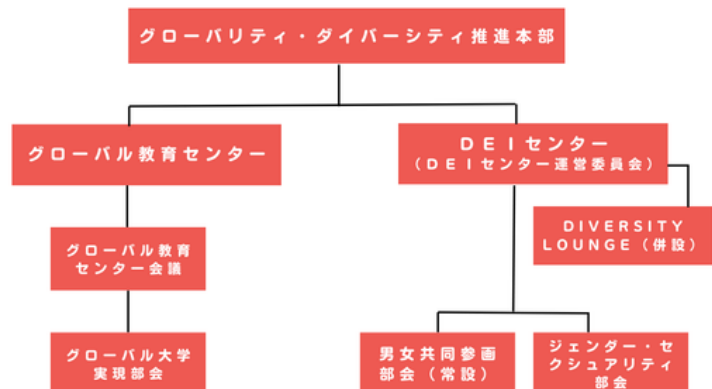 グローバリティ・ダイバーシティ推進本部
グローバル教育センター
ＤＥＩセンター
（ＤＥＩセンター運営委員会）
DIVERSITY
LOUNGE（併設）
グローバル教育
センター会議
グローバル大学
実現部会
男女共同参画
部会（常設）
ジェンダー・セ
クシュアリティ
部会